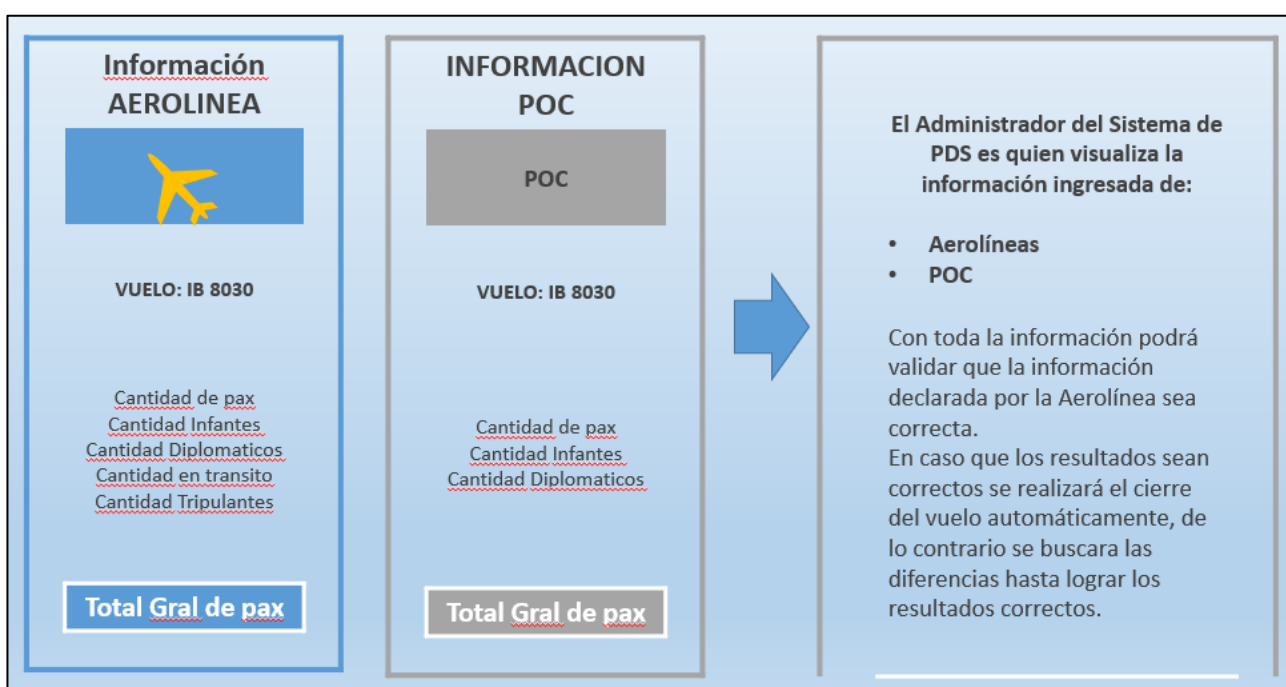 Información
AEROLINEA
VUELO: IB 8030
Cantidad de pax
Cantidad Infantes
Cantidad Diplomaticos
Cantidad en transito
Cantidad Tripulantes
Total Gral de pax
INFORMACION
POC
POC
VUELO: IB 8030
Cantidad de pax
Cantidad Infantes
Cantidad Diplomaticos
Total Gral de pax
El Administrador del Sistema de
PDS es quien visualiza la
información ingresada de:
• Aerolíneas
• POC
Con toda la información podrá
validar que la información
declarada por la Aerolínea sea
correcta.
En caso que los resultados sean
correctos se realizará el cierre
del vuelo automáticamente, de
lo contrario se buscara las
diferencias hasta lograr los
resultados correctos.